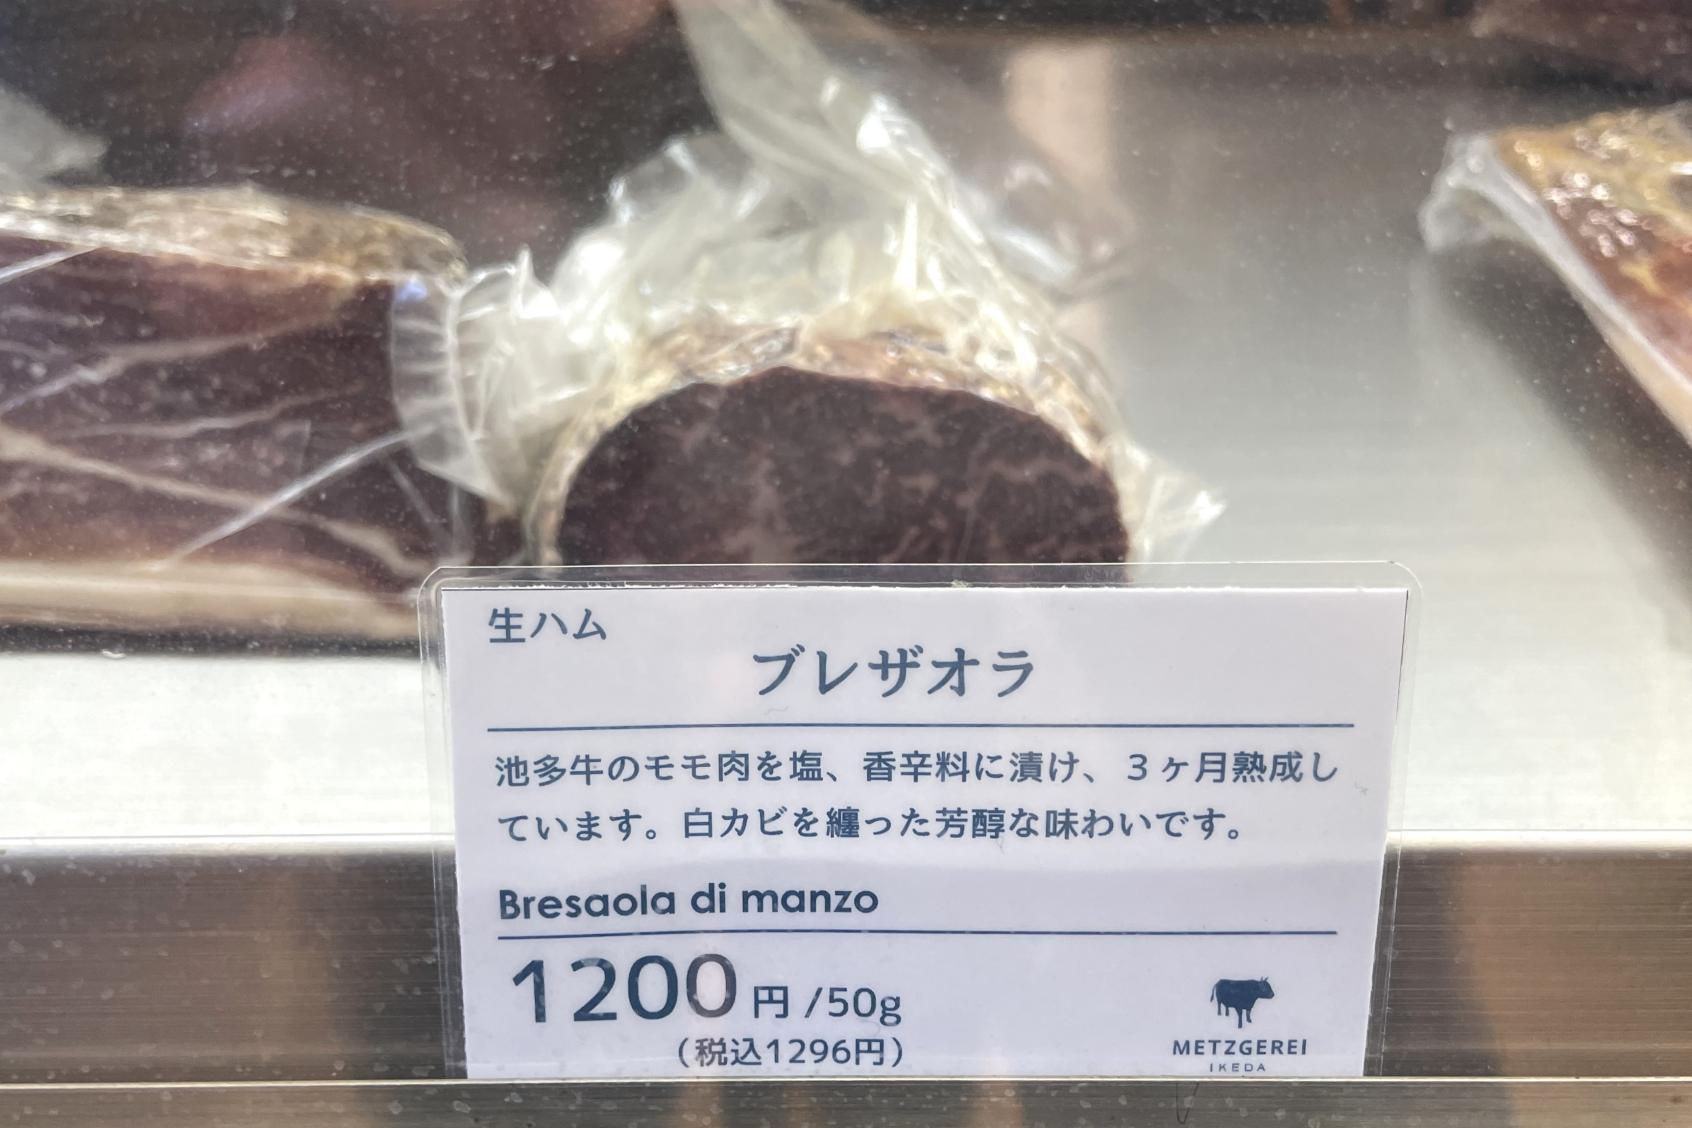 生ハム
ブレザオラ
池多牛のモモ肉を塩、香辛料に漬け、３ヶ月熟成し
ています。白カビを纏った芳醇な味わいです。
Bresaola di manzo
1200円 /50g
（税込1296円）
METZGEREI
IKEDA